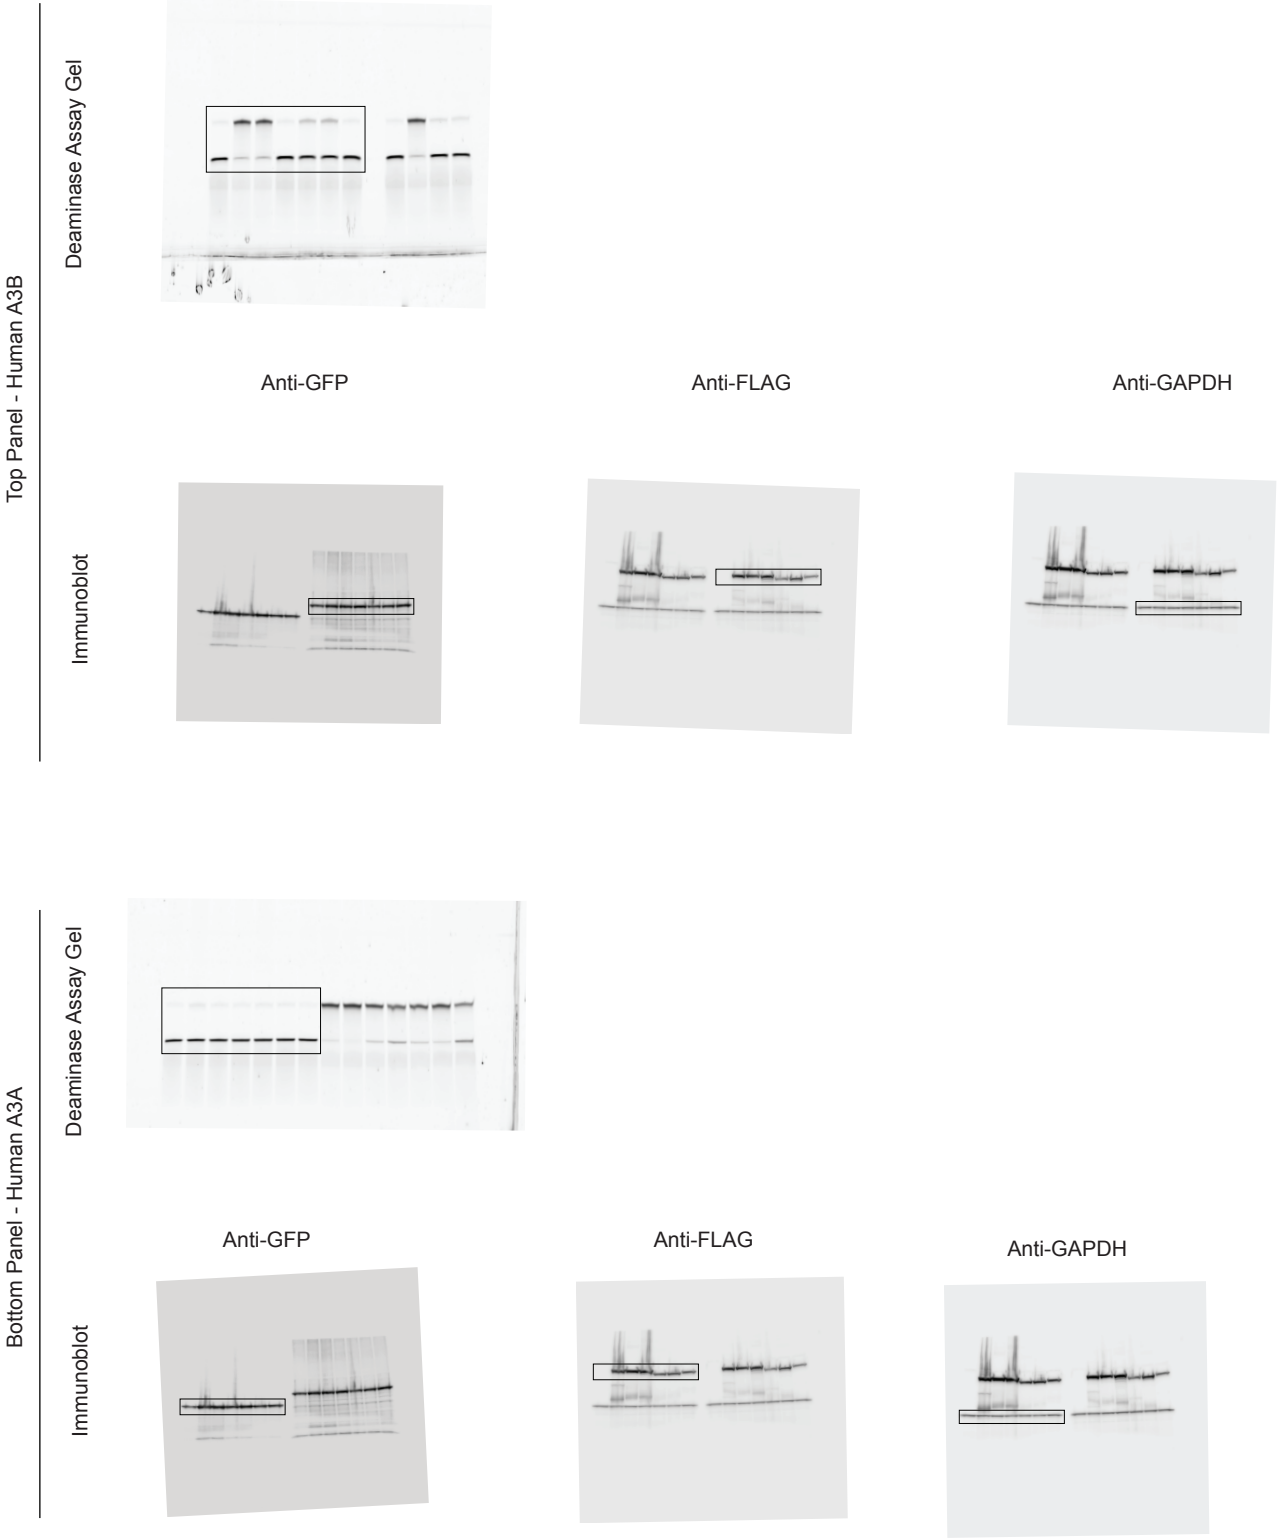 Top Panel - Human A3B
Deaminase Assay Gel
Anti-GFP
Anti-FLAG
Anti-GAPDH
Immunoblot
Bottom Panel - Human A3A
Deaminase Assay Gel
Anti-GFP
Anti-FLAG
Anti-GAPDH
Immunoblot